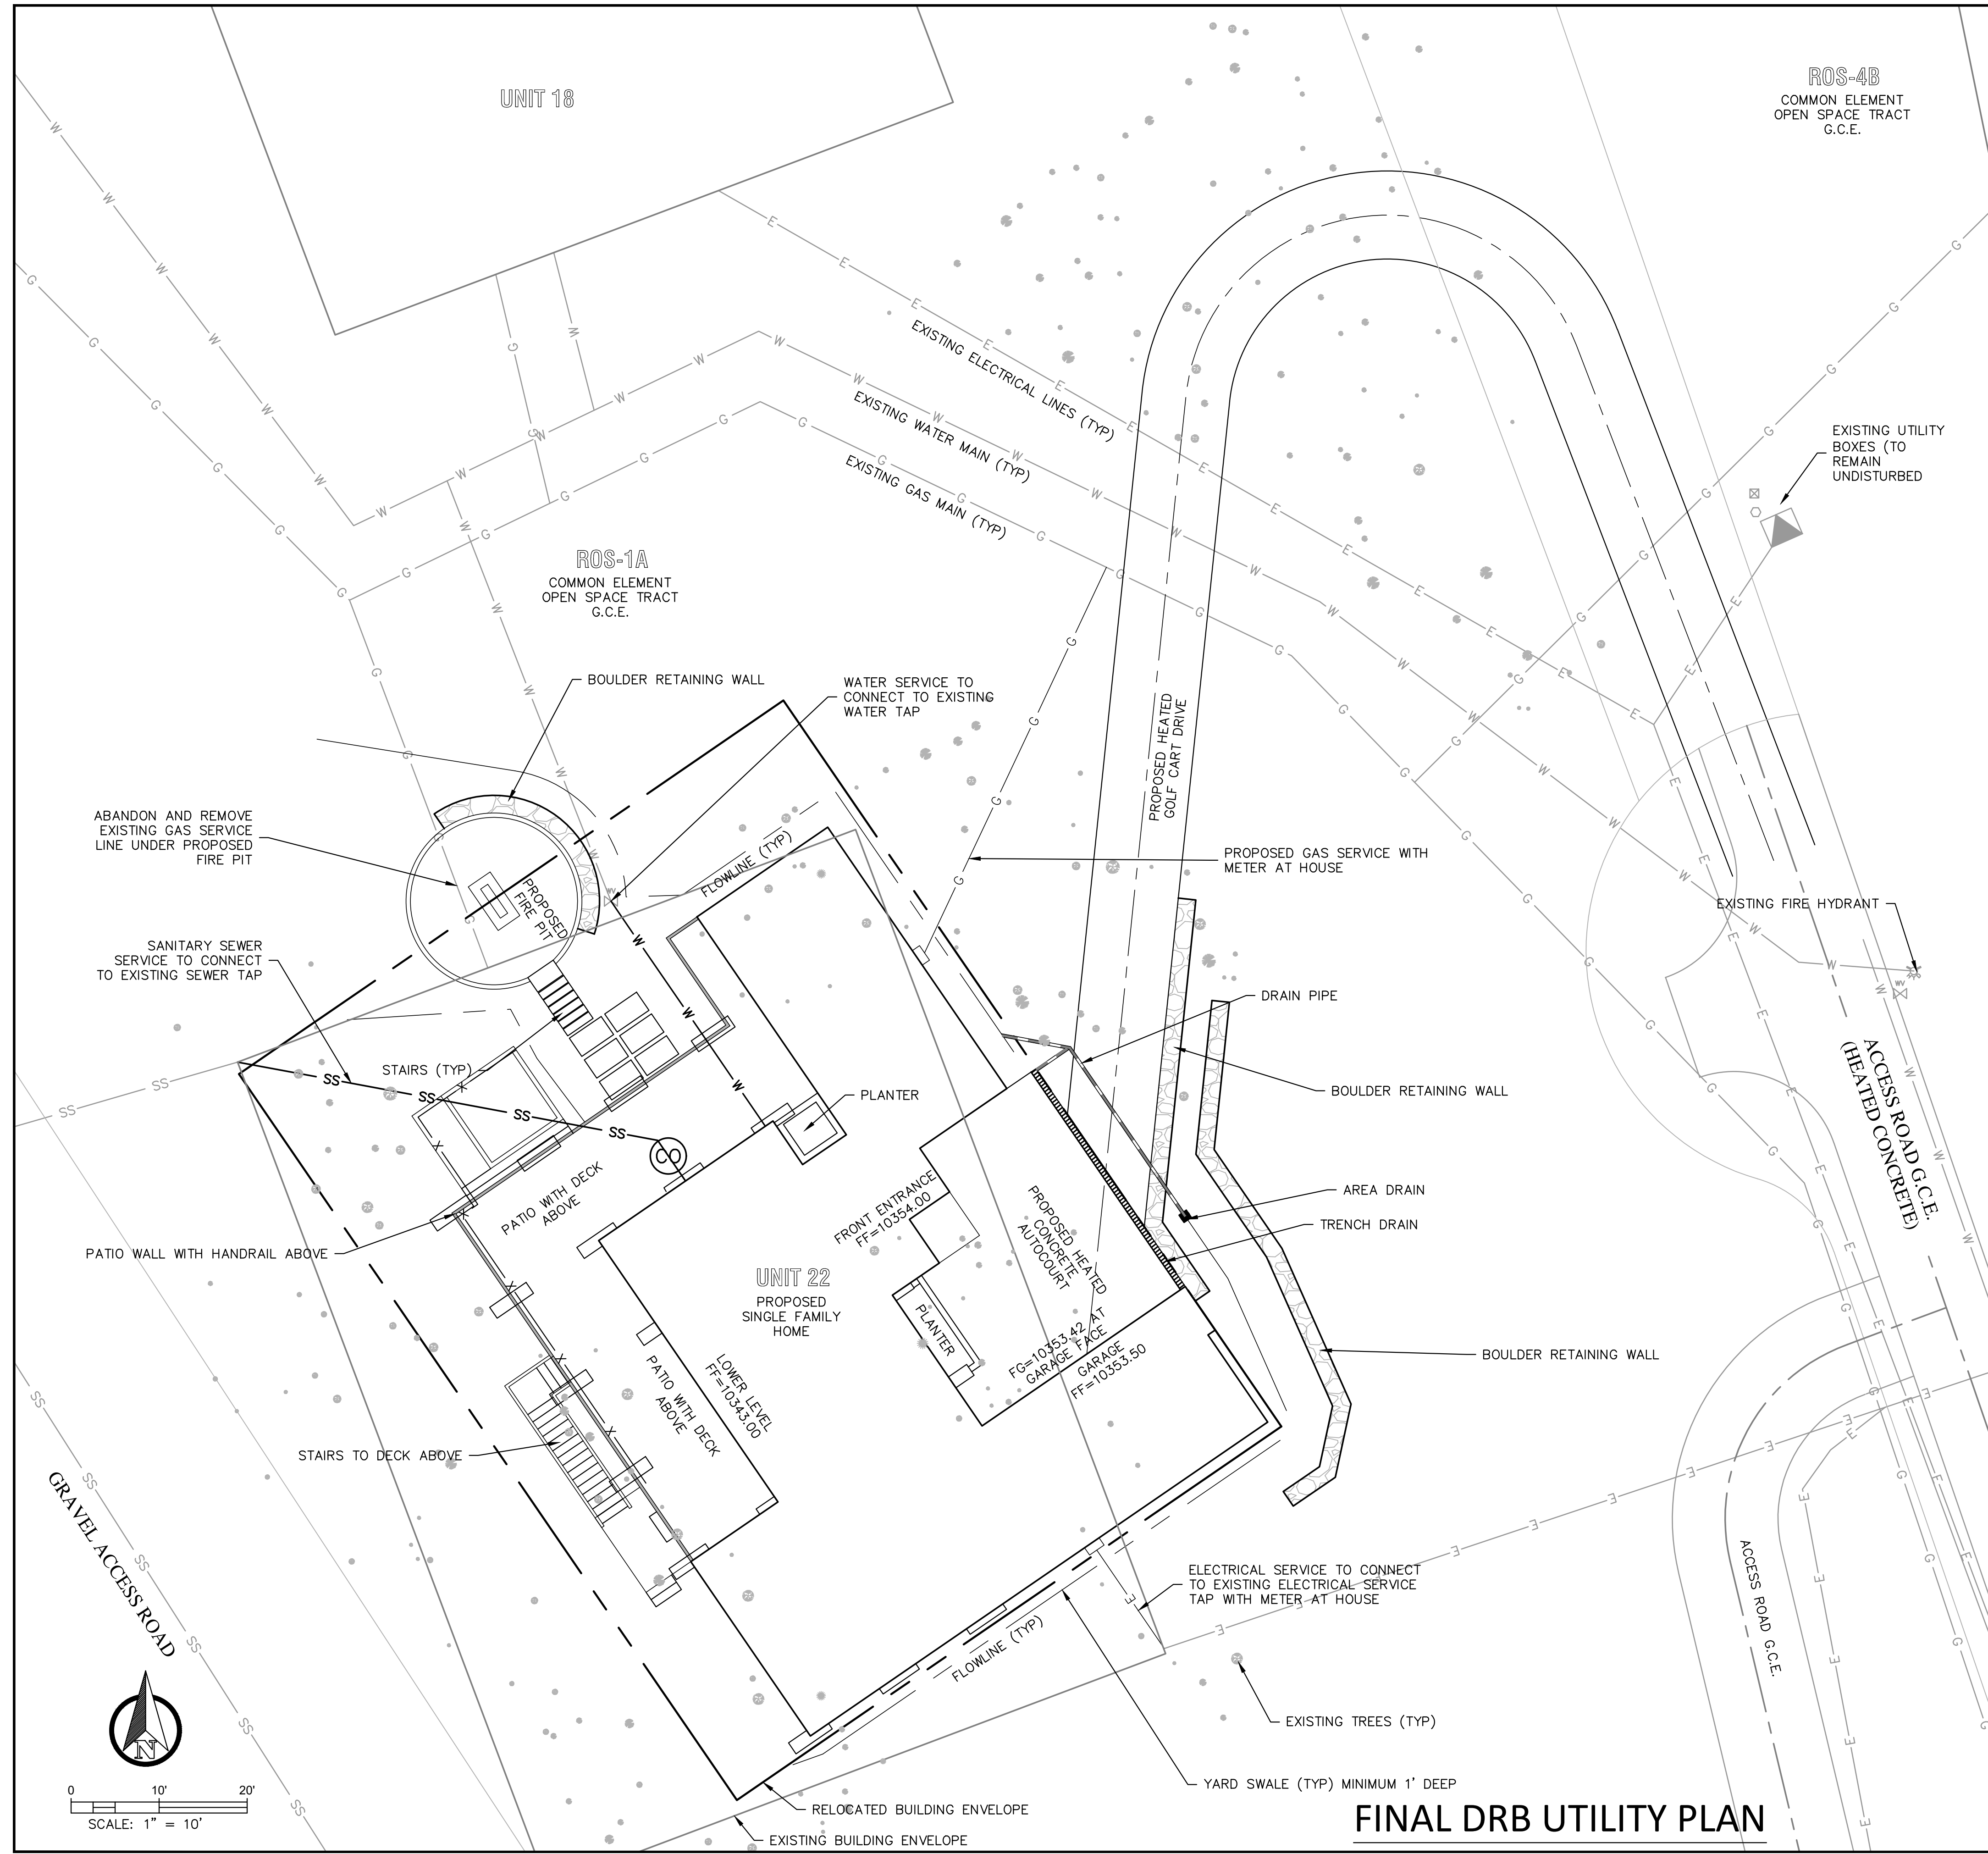 UNIT 18
ROS-4B
COMMON ELEMENT
OPEN SPACE TRACT
G.C.E.
EXISTING ELECTRICAL LINES (TYP)
EXISTING WATER MAIN (TYP)
EXISTING GAS MAIN (TYP)
EXISTING UTILITY
BOXES (TO
REMAIN
UNDISTURBED
ROS-1A
COMMON ELEMENT
OPEN SPACE TRACT
G.C.E.
BOULDER RETAINING WALL
WATER SERVICE TO
CONNECT TO EXISTING
WATER TAP
PROPOSED HEATED
GOLF CART DRIVE
ABANDON AND REMOVE
EXISTING GAS SERVICE
LINE UNDER PROPOSED
FIRE PIT
PROPOSED
FIRE PIT
FLOWLINE (TYP)
PROPOSED GAS SERVICE WITH
METER AT HOUSE
EXISTING FIRE HYDRANT
WV
WV
SANITARY SEWER
SERVICE TO CONNECT
TO EXISTING SEWER TAP
DRAIN PIPE
STAIRS (TYP)
PLANTER
BOULDER RETAINING WALL
ACCESS ROAD G.C.E.
(HEATED CONCRETE)
CO
PATIO WITH DECK
ABOVE
FRONT ENTRANCE
FF=10354.00
PROPOSED HEATED
CONCRETE
AUTOCOURT
AREA DRAIN
TRENCH DRAIN
PATIO WALL WITH HANDRAIL ABOVE
UNIT 22
PROPOSED
SINGLE FAMILY
HOME
PLANTER
FG=10353.42 AT
GARAGE FACE
GARAGE
FF=10353.50
BOULDER RETAINING WALL
LOWER LEVEL
FF=10343.00
PATIO WITH DECK
ABOVE
STAIRS TO DECK ABOVE
GRAVEL ACCESS ROAD
ELECTRICAL SERVICE TO CONNECT
TO EXISTING ELECTRICAL SERVICE
TAP WITH METER AT HOUSE
ACCESS ROAD G.C.E.
FLOWLINE (TYP)
EXISTING TREES (TYP)
N
YARD SWALE (TYP) MINIMUM 1' DEEP
0 10' 20'
SCALE: 1" = 10'
RELOCATED BUILDING ENVELOPE
EXISTING BUILDING ENVELOPE
FINAL DRB UTILITY PLAN